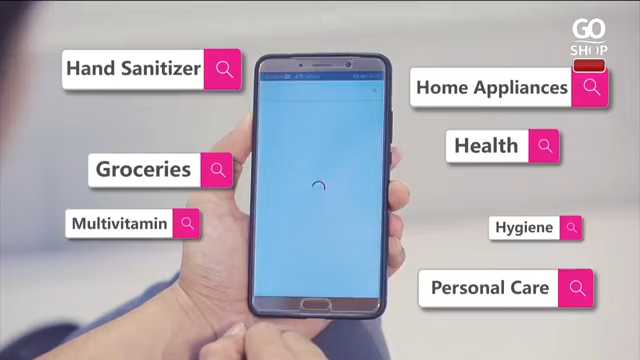 GO
SHOP
Hand Sanitizer
Home Appliances
Health
Groceries
Multivitamin
Hygiene
Personal Care